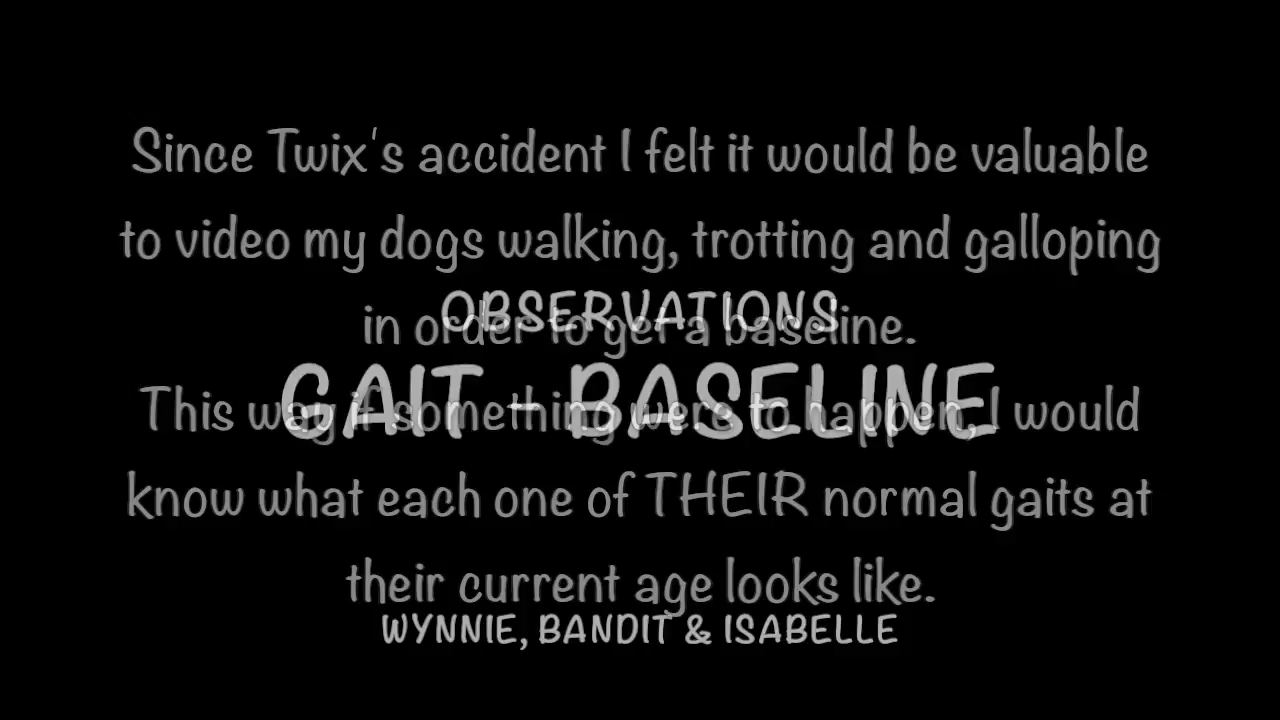 Since Twix's accident I felt it would be valuable
to video my dogs walking, trotting and galloping
OBSERVATIONS
in order to get a baseline.
GAIT - BASELINE
This way if something were to happen, I would
know what each one of THEIR normal gaits at
their current age looks like.
WYNNIE, BANDIT & ISABELLE